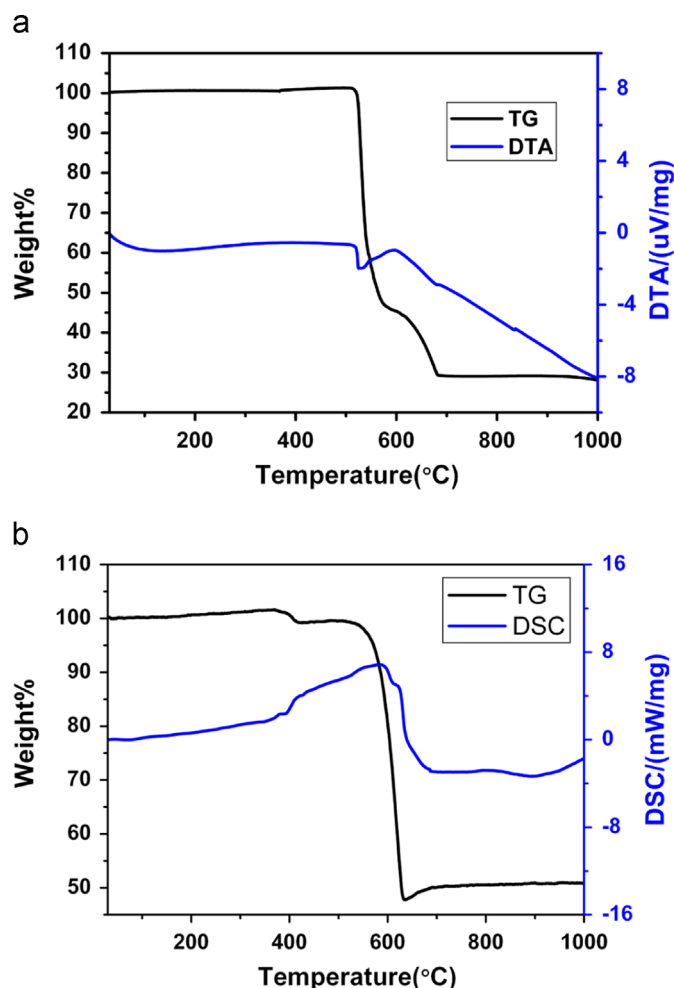 a
110
100
90
80
70
60
50
40
30
20
Weight%
TG
DTA
8
4
0
-4
-8
DTA/(uV/mg)
200 400 600 800 1000
Temperature(°C)
b
110
100
90
80
70
60
50
Weight%
TG
DSC
16
8
0
-8
-16
DSC/(mW/mg)
200 400 600 800 1000
Temperature(°C)